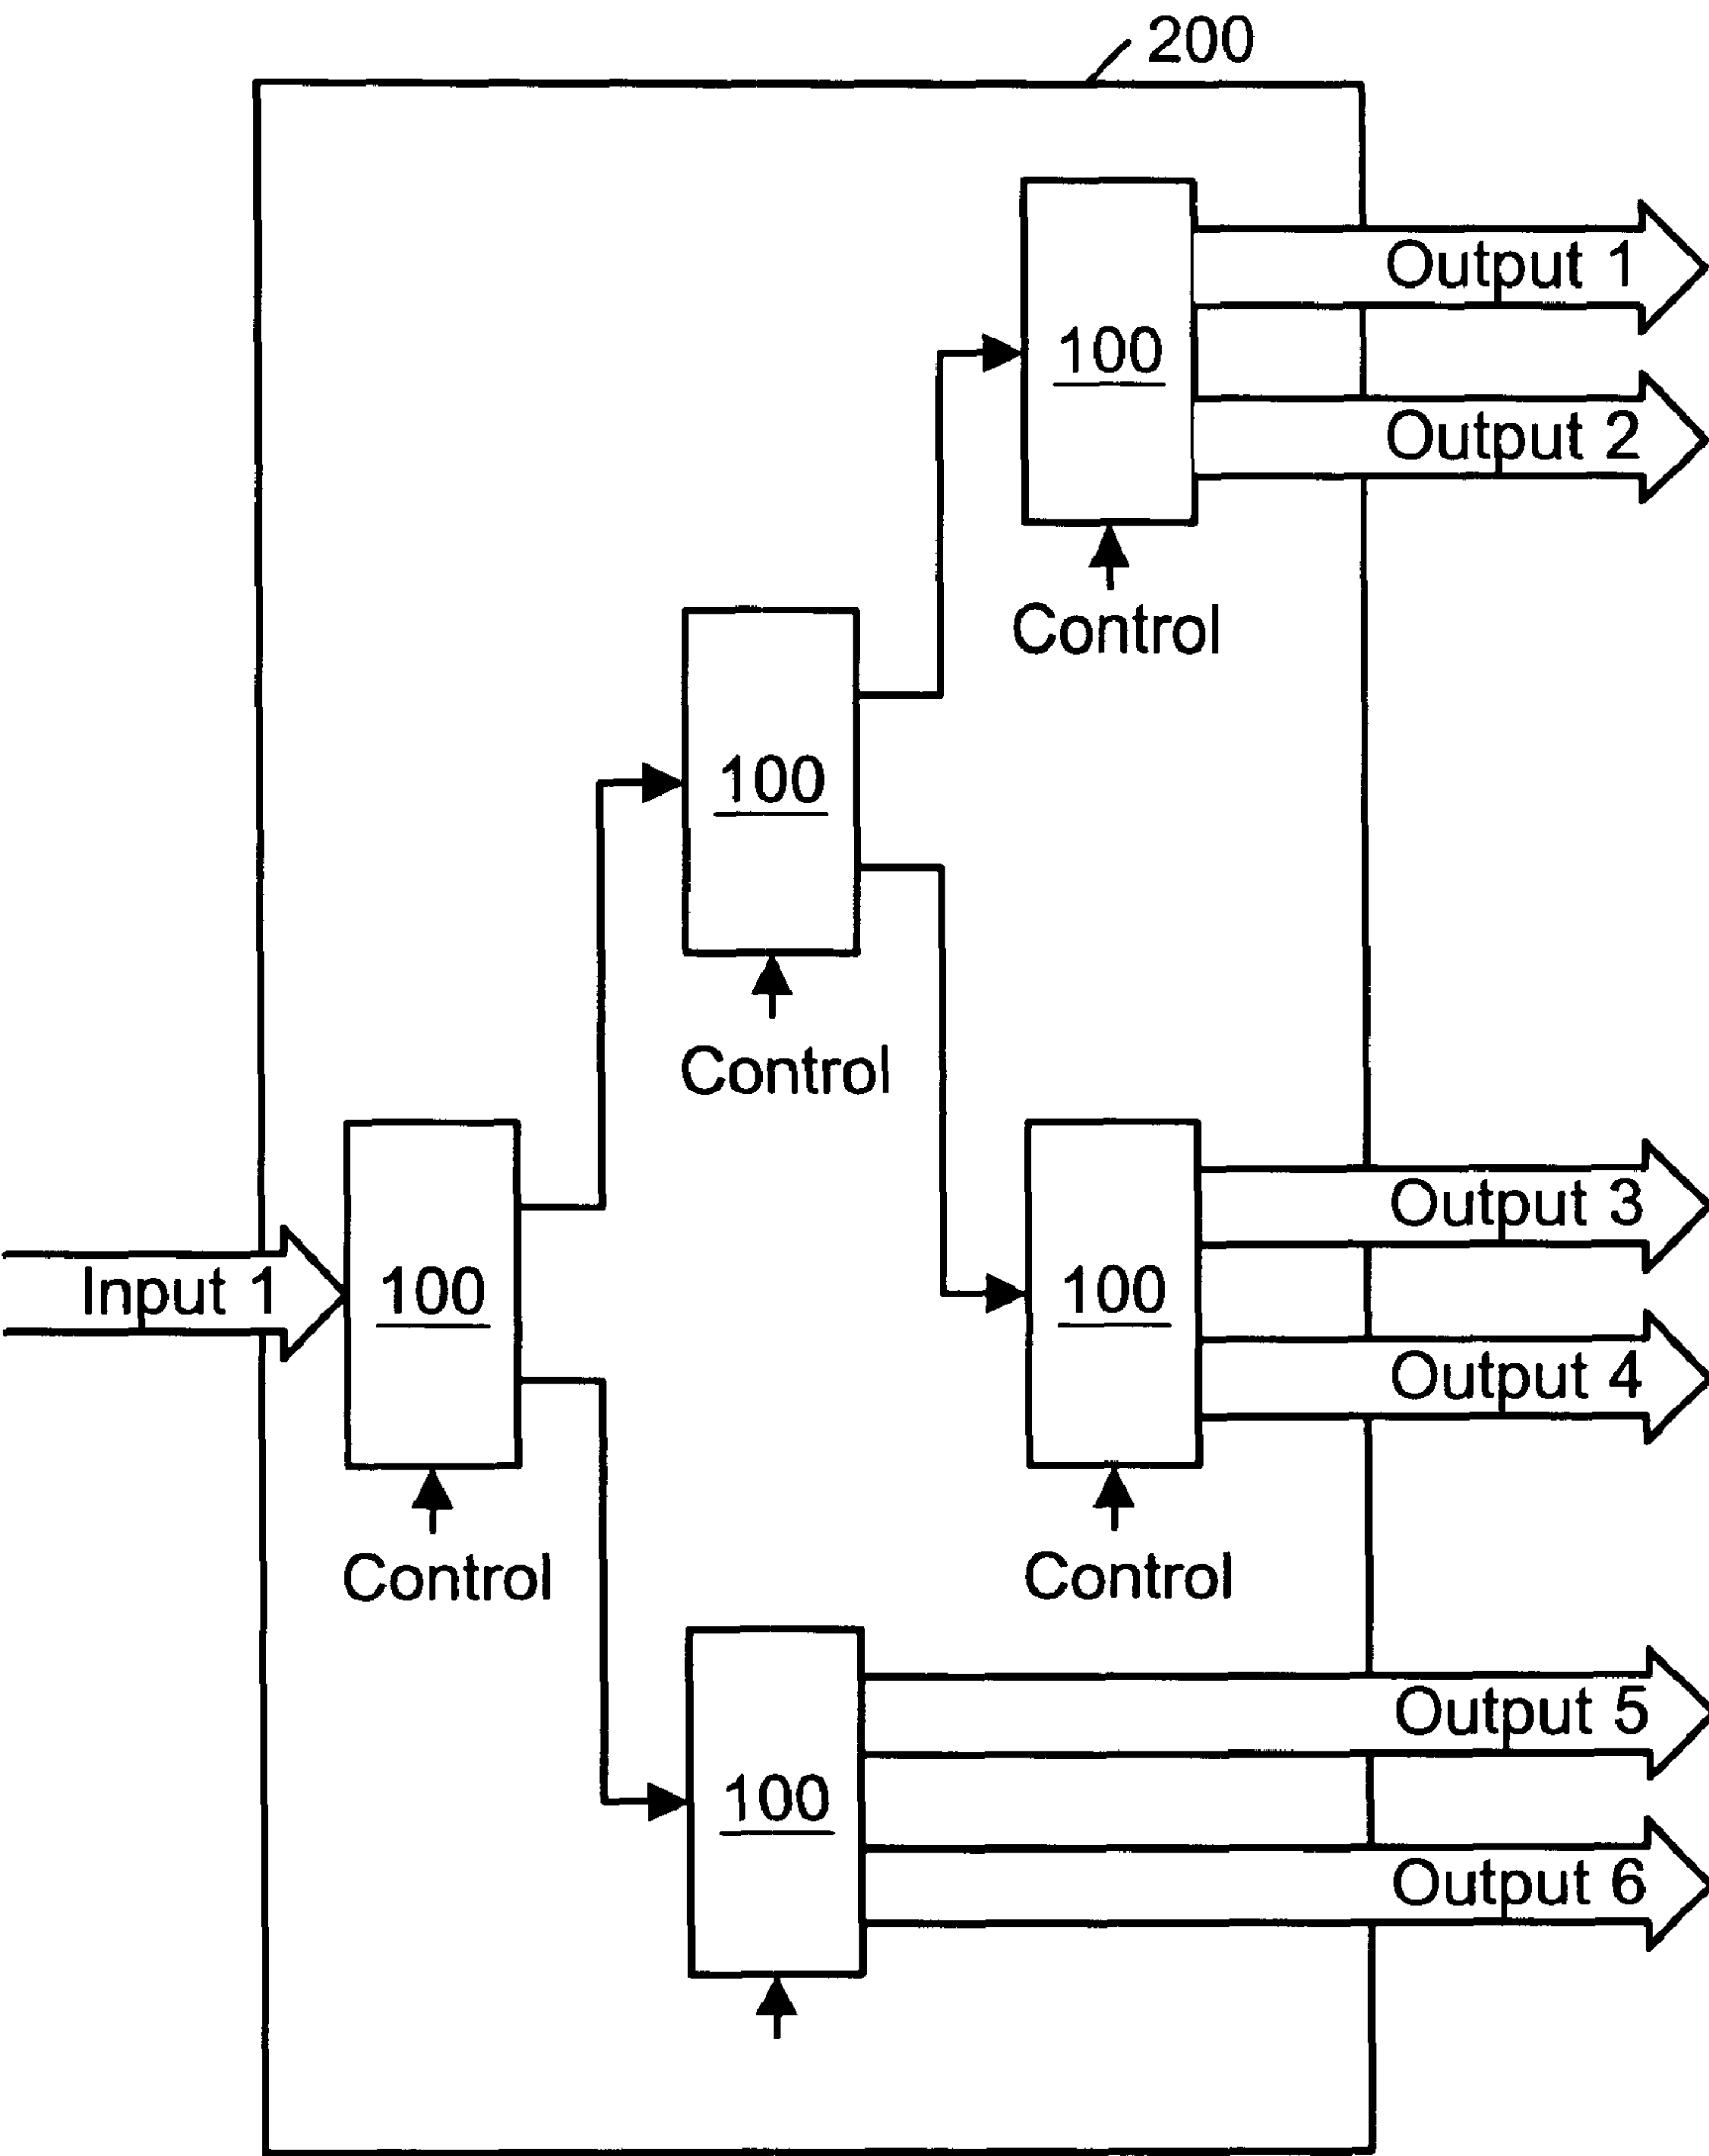 200
Output 1
100
Output 2
Control
100
Control
Output 3
Input 1
100
100
Output 4
Control
Control
Output 5
100
Output 6